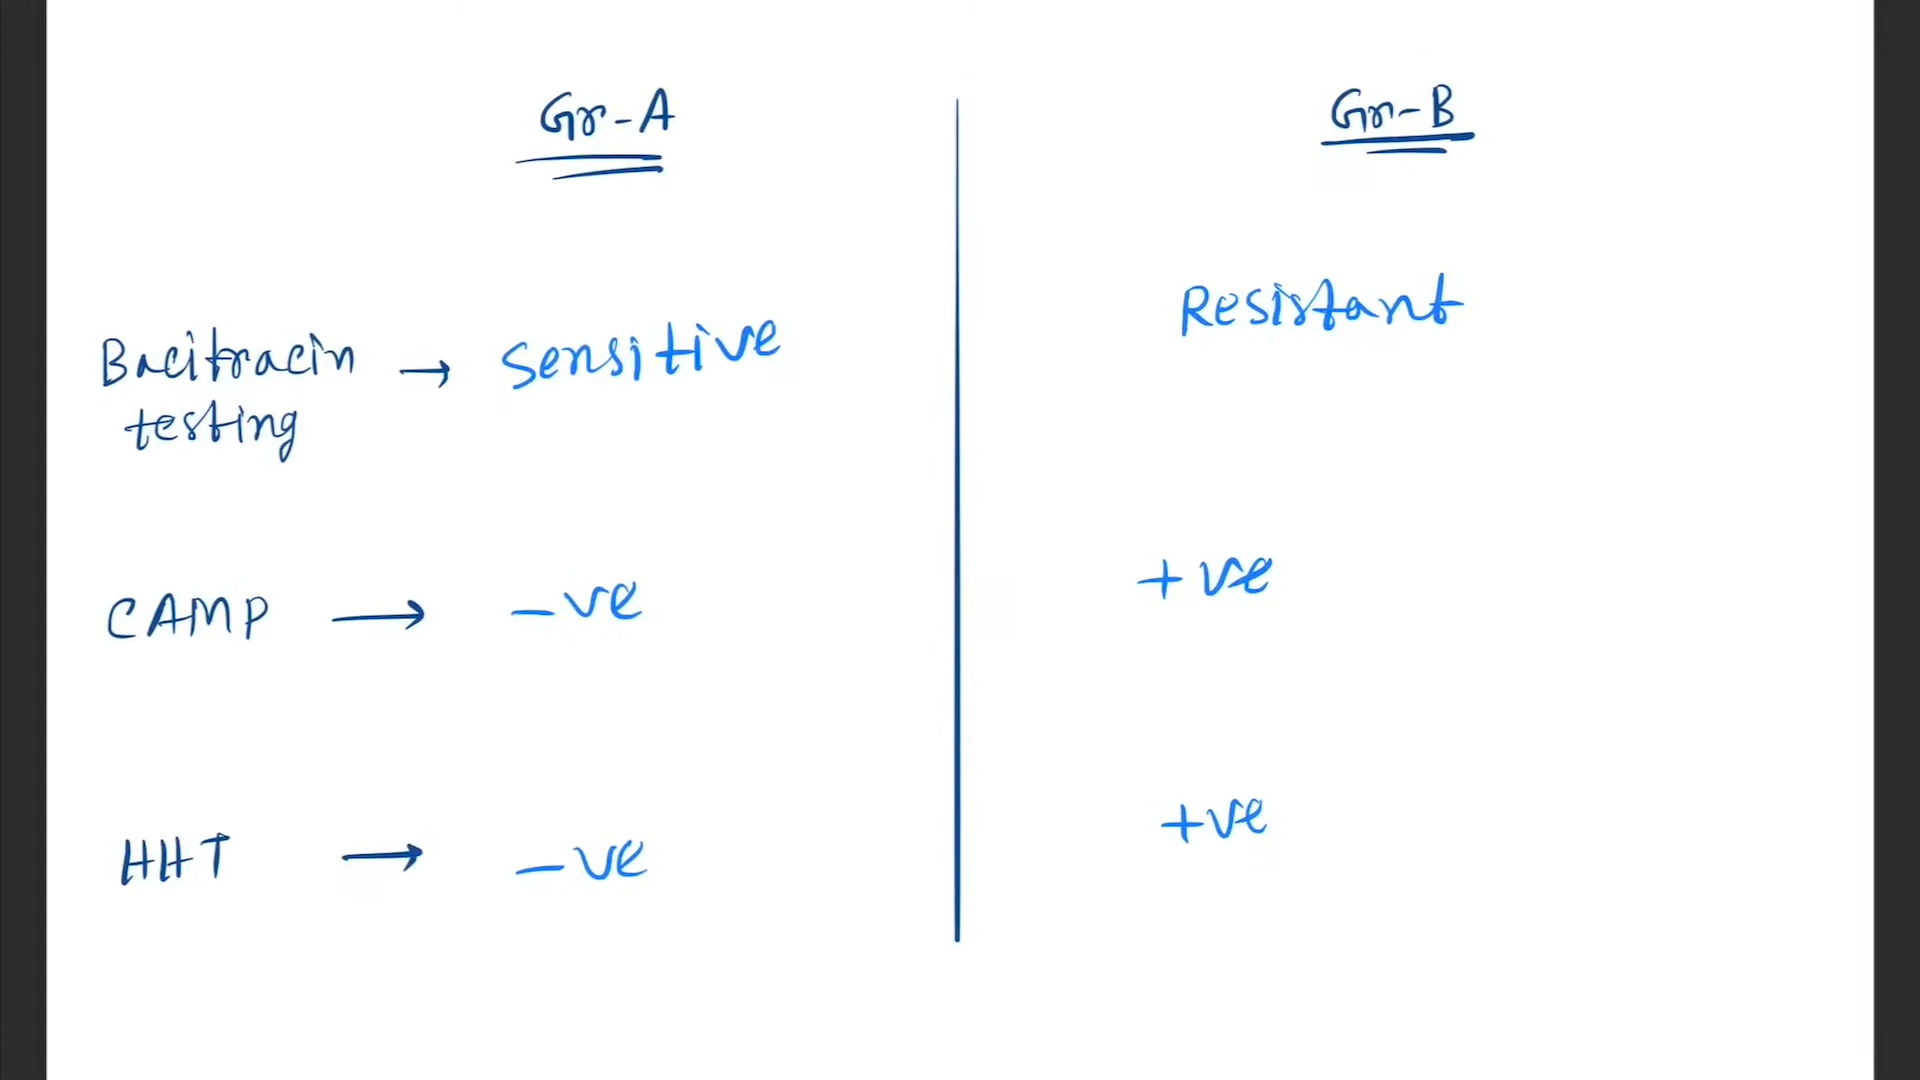 Gr-A
Gr-B
Bacitracin → Sensitive
Resistant
testing
CAMP → -ve
+ve
HHT → -ve
+ve